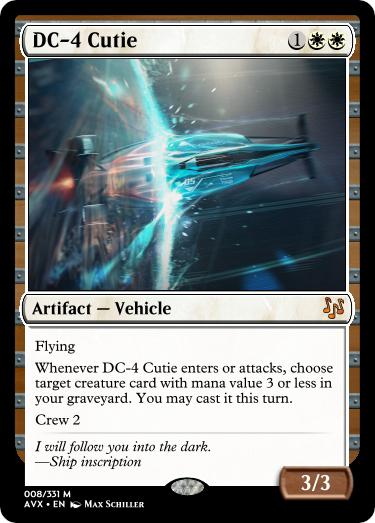 DC-4 Cutie 1
05
Artifact — Vehicle
Flying
Whenever DC-4 Cutie enters or attacks, choose
target creature card with mana value 3 or less in
your graveyard. You may cast it this turn.
Crew 2
I will follow you into the dark.
—Ship inscription
3/3
008/331 M
AVX • EN Max Schiller